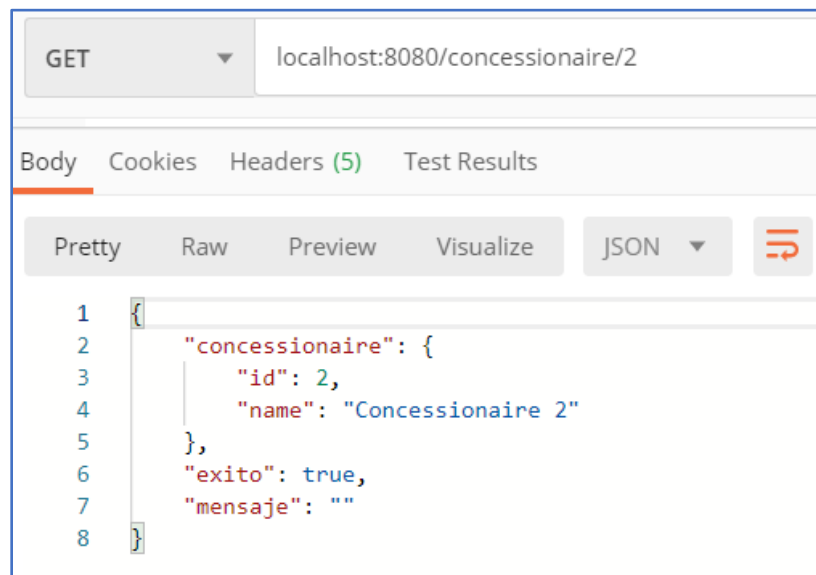 GET localhost:8080/concessionaire/2
Body Cookies Headers (5) Test Results
Pretty Raw Preview Visualize JSON
1 {
2 "concessionaire": {
3 "id": 2,
4 "name": "Concessionaire 2"
5 },
6 "exito": true,
7 "mensaje": ""
8 }